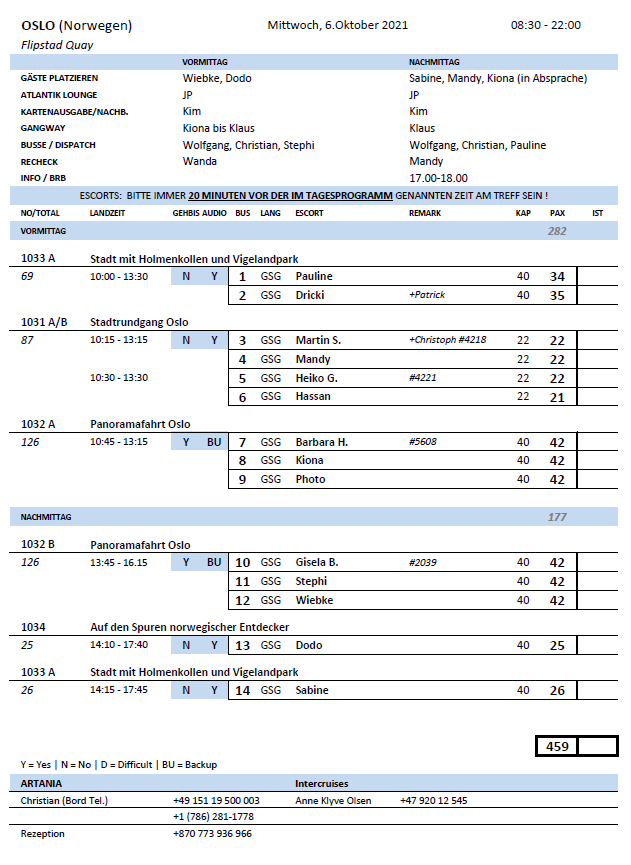 OSLO (Norwegen) Mittwoch, 6.Oktober 2021 08:30 - 22:00
Flipstad Quay
VORMITTAG NACHMITTAG
GÄSTE PLATZIEREN Wiebke, Dodo Sabine, Mandy, Kiona (in Absprache)
ATLANTIK LOUNGE JP JP
KARTENAUSGABE/NACHB. Kim Kim
GANGWAY Kiona bis Klaus Klaus
BUSSE / DISPATCH Wolfgang, Christian, Stephi Wolfgang, Christian, Pauline
RECHECK Wanda Mandy
INFO / BRB 17.00-18.00
ESCORTS: BITTE IMMER 20 MINUTEN VOR DER IM TAGESPROGRAMM GENANNTEN ZEIT AM TREFF SEIN !
NO/TOTAL LANDZEIT GEHBIS AUDIO BUS LANG ESCORT REMARK KAP PAX IST
VORMITTAG 282
1033 A Stadt mit Holmenkollen und Vigelandpark
69 10:00 - 13:30 N Y 1 GSG Pauline 40 34
2 GSG Dricki +Patrick 40 35
1031 A/B Stadtrundgang Oslo
87 10:15 - 13:15 N Y 3 GSG Martin S. +Christoph #4218 22 22
4 GSG Mandy 22 22
10:30 - 13:30 5 GSG Heiko G. #4221 22 22
6 GSG Hassan 22 21
1032 A Panoramafahrt Oslo
126 10:45 - 13:15 Y BU 7 GSG Barbara H. #5608 40 42
8 GSG Kiona 40 42
9 GSG Photo 40 42
NACHMITTAG 177
1032 B Panoramafahrt Oslo
126 13:45 - 16.15 Y BU 10 GSG Gisela B. #2039 40 42
11 GSG Stephi 40 42
12 GSG Wiebke 40 42
1034 Auf den Spuren norwegischer Entdecker
25 14:10 - 17:40 N Y 13 GSG Dodo 40 25
1033 A Stadt mit Holmenkollen und Vigelandpark
26 14:15 - 17:45 N Y 14 GSG Sabine 40 26
459
Y = Yes | N = No | D = Difficult | BU = Backup
ARTANIA Intercruises
Christian (Bord Tel.) +49 151 19 500 003 Anne Klyve Olsen +47 920 12 545
+1 (786) 281-1778
Rezeption +870 773 936 966